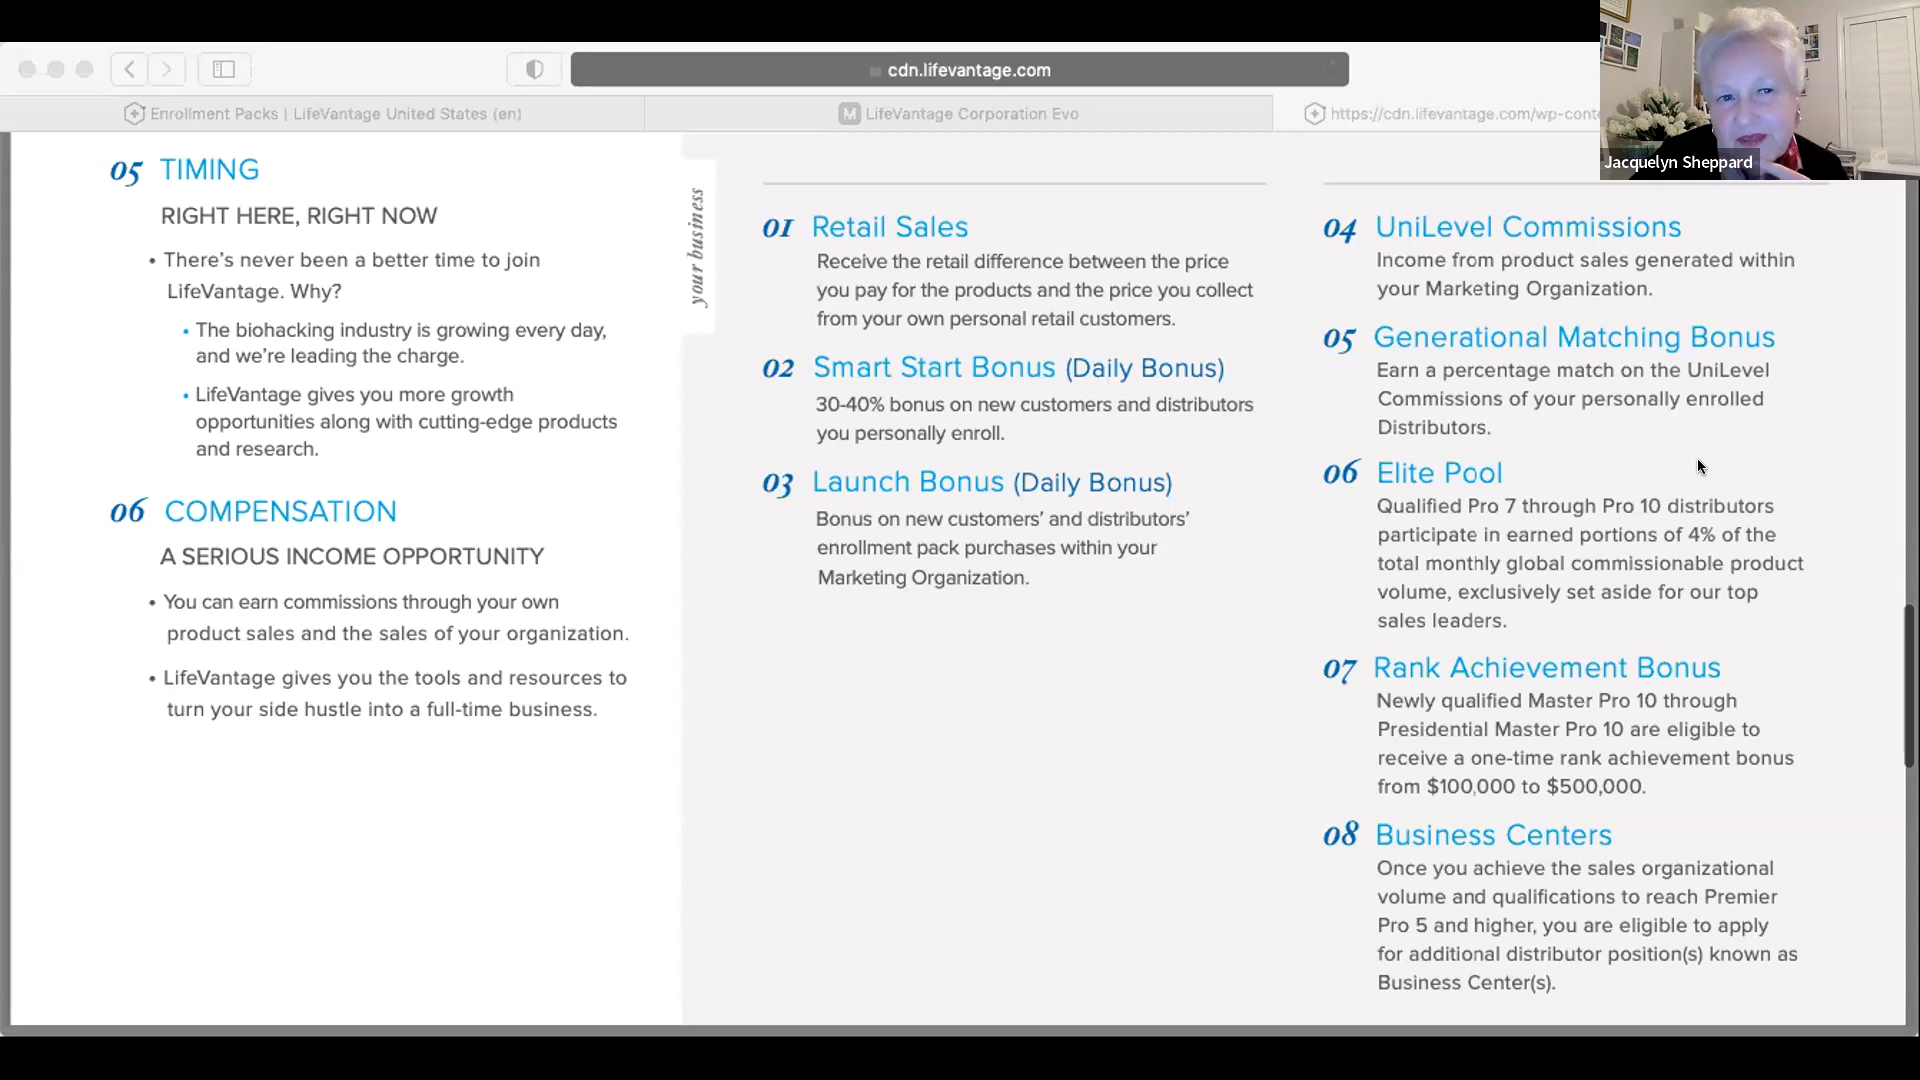 cdn.lifevantage.com
Enrollment Packs | LifeVantage United States (en)
M LifeVantage Corporation Evo
https://cdn.lifevantage.com/wp-conte
Jacquelyn Sheppard
05 TIMING
RIGHT HERE, RIGHT NOW
• There’s never been a better time to join
LifeVantage. Why?
• The biohacking industry is growing every day,
and we’re leading the charge.
• LifeVantage gives you more growth
opportunities along with cutting-edge products
and research.
06 COMPENSATION
A SERIOUS INCOME OPPORTUNITY
• You can earn commissions through your own
product sales and the sales of your organization.
• LifeVantage gives you the tools and resources to
turn your side hustle into a full-time business.
your business
01 Retail Sales
Receive the retail difference between the price
you pay for the products and the price you collect
from your own personal retail customers.
02 Smart Start Bonus (Daily Bonus)
30-40% bonus on new customers and distributors
you personally enroll.
03 Launch Bonus (Daily Bonus)
Bonus on new customers’ and distributors’
enrollment pack purchases within your
Marketing Organization.
04 UniLevel Commissions
Income from product sales generated within
your Marketing Organization.
05 Generational Matching Bonus
Earn a percentage match on the UniLevel
Commissions of your personally enrolled
Distributors.
06 Elite Pool
Qualified Pro 7 through Pro 10 distributors
participate in earned portions of 4% of the
total monthly global commissionable product
volume, exclusively set aside for our top
sales leaders.
07 Rank Achievement Bonus
Newly qualified Master Pro 10 through
Presidential Master Pro 10 are eligible to
receive a one-time rank achievement bonus
from $100,000 to $500,000.
08 Business Centers
Once you achieve the sales organizational
volume and qualifications to reach Premier
Pro 5 and higher, you are eligible to apply
for additional distributor position(s) known as
Business Center(s).